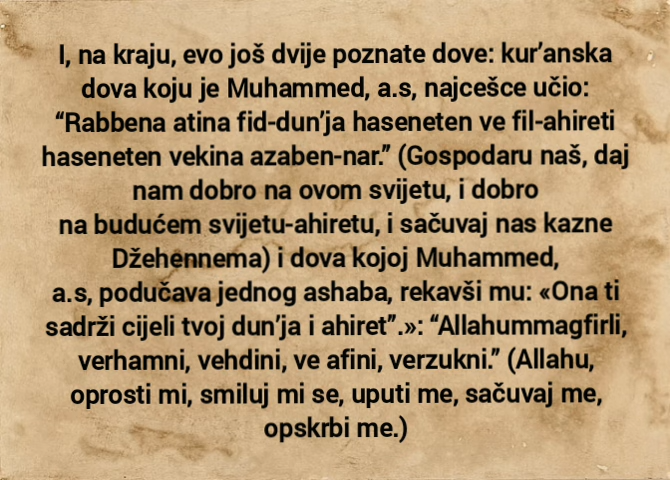 I, na kraju, evo još dvije poznate dove: kur’anska
dova koju je Muhammed, a.s, najcešce učio:
“Rabbena atina fid-dun’ja haseneten ve fil-ahireti
haseneten vekina azaben-nar.” (Gospodaru naš, daj
nam dobro na ovom svijetu, i dobro
na budućem svijetu-ahiretu, i sačuvaj nas kazne
Džehennema) i dova kojoj Muhammed,
a.s, podučava jednog ashaba, rekavši mu: «Ona ti
sadrži cijeli tvoj dun’ja i ahiret”.»: “Allahummagfirli,
verhamni, vehdini, ve afini, verzukni.” (Allahu,
oprosti mi, smiluj mi se, uputi me, sačuvaj me,
opskrbi me.)